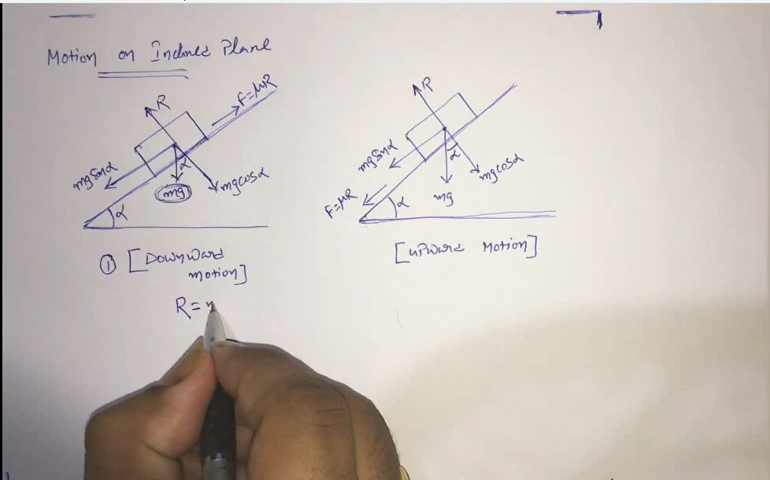 Motion on Inclined Plane
R
F=μR
mg sinα
α
mg
mg cosα
α
① [Downward
motion]
R =
R
mg sinα
α
mg cosα
F=μR
mg
α
[upward Motion]